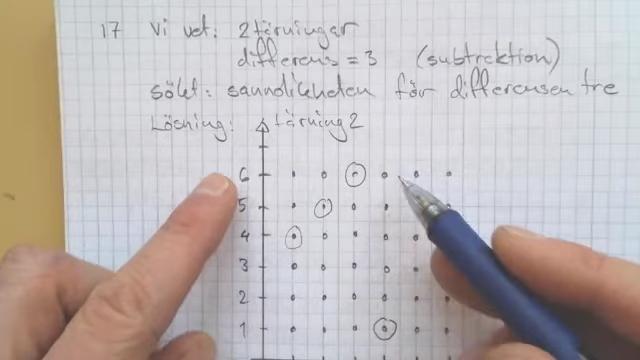 17 Vi vet: 2 tärningar
differens = 3 (subtraktion)
Sökt: sannolikheten för differensen tre
Lösning: tärning 2
6
5
4
3
2
1